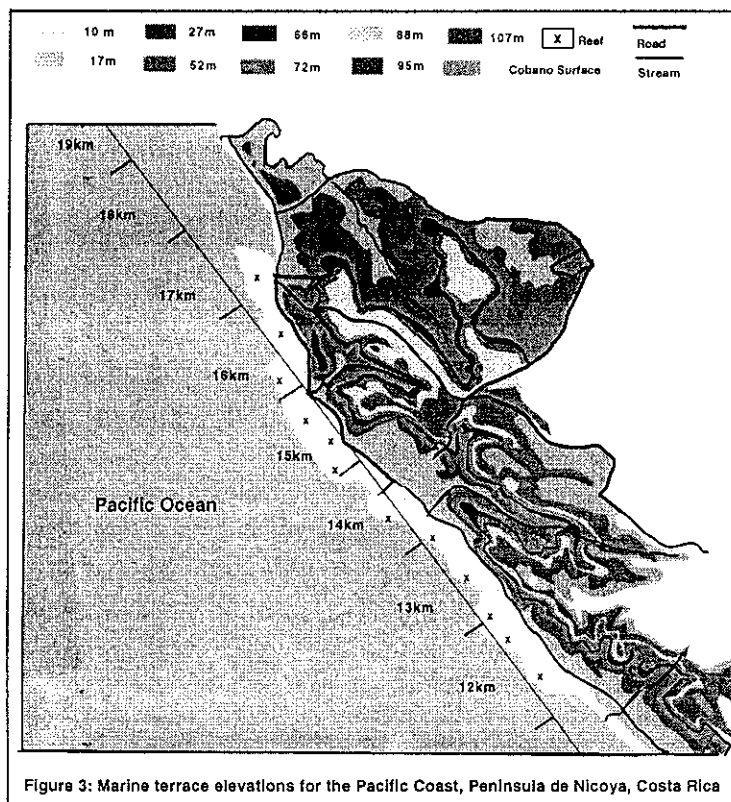 10 m 27m 66m 88m 107m x Reef Road
17m 52m 72m 95m Cobano Surface Stream
19km
18km
17km
16km
15km
Pacific Ocean
14km
13km
12km
Figure 3: Marine terrace elevations for the Pacific Coast, Peninsula de Nicoya, Costa Rica